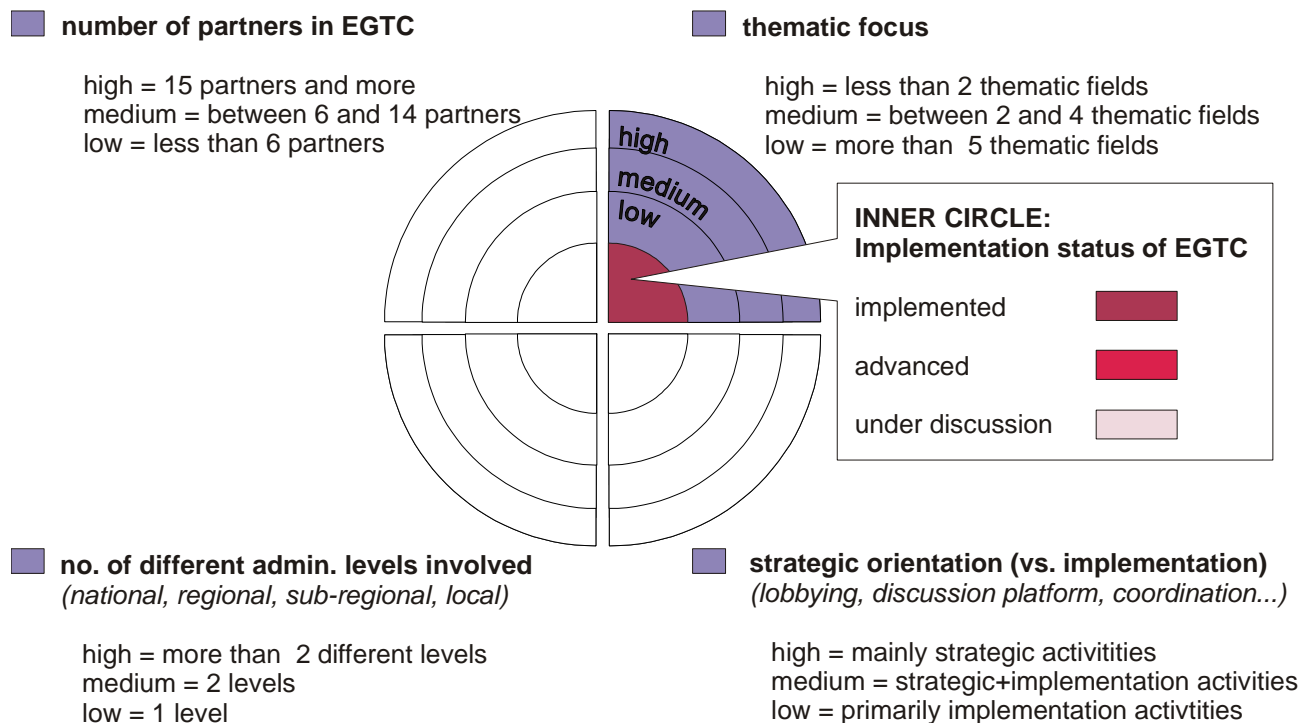 number of partners in EGTC
high = 15 partners and more
medium = between 6 and 14 partners
low = less than 6 partners
thematic focus
high = less than 2 thematic fields
medium = between 2 and 4 thematic fields
low = more than  5 thematic fields
high
medium
low
INNER CIRCLE:
Implementation status of EGTC
implemented
advanced
under discussion
no. of different admin. levels involved
(national, regional, sub-regional, local)
high = more than  2 different levels
medium = 2 levels
low = 1 level
strategic orientation (vs. implementation)
(lobbying, discussion platform, coordination...)
high = mainly strategic activitities
medium = strategic+implementation activities
low = primarily implementation activtities